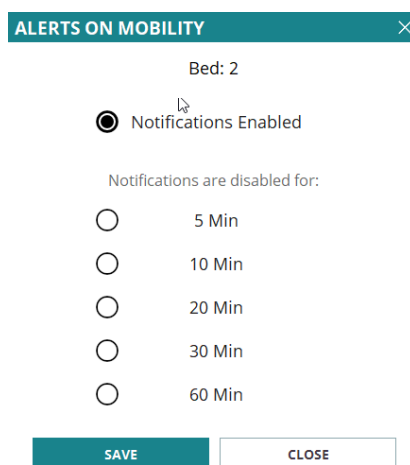 ALERTS ON MOBILITY
Bed: 2
Notifications Enabled
Notifications are disabled for:
5 Min
10 Min
20 Min
30 Min
60 Min
SAVE
CLOSE